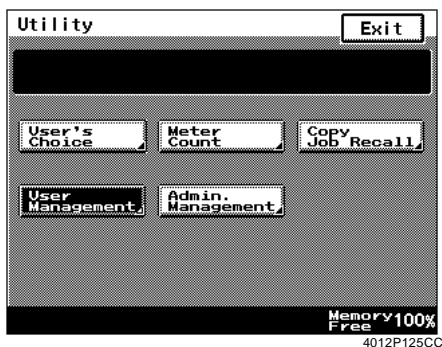 Utility
Exit
User's
Choice
Meter
Count
Copy
Job Recall
User
Management
Admin.
Management
Memory
Free 100%
4012P125CC